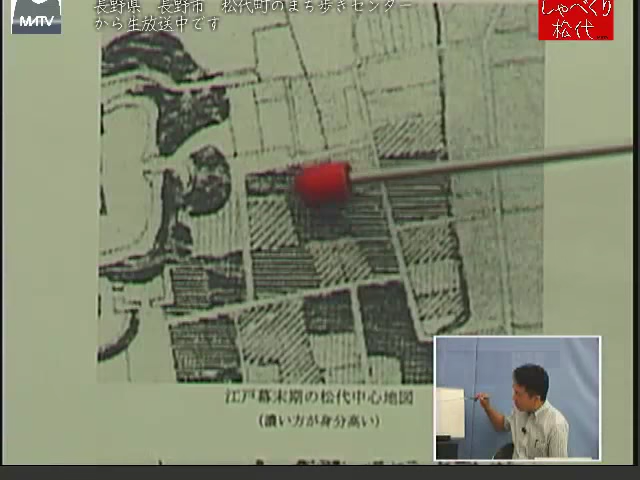 MATV
長野県　長野市　松代町のまち歩きセンター
から生放送中です
しゃべくり
松代
江戸幕末期の松代中心地図
(濃い方が身分高い)